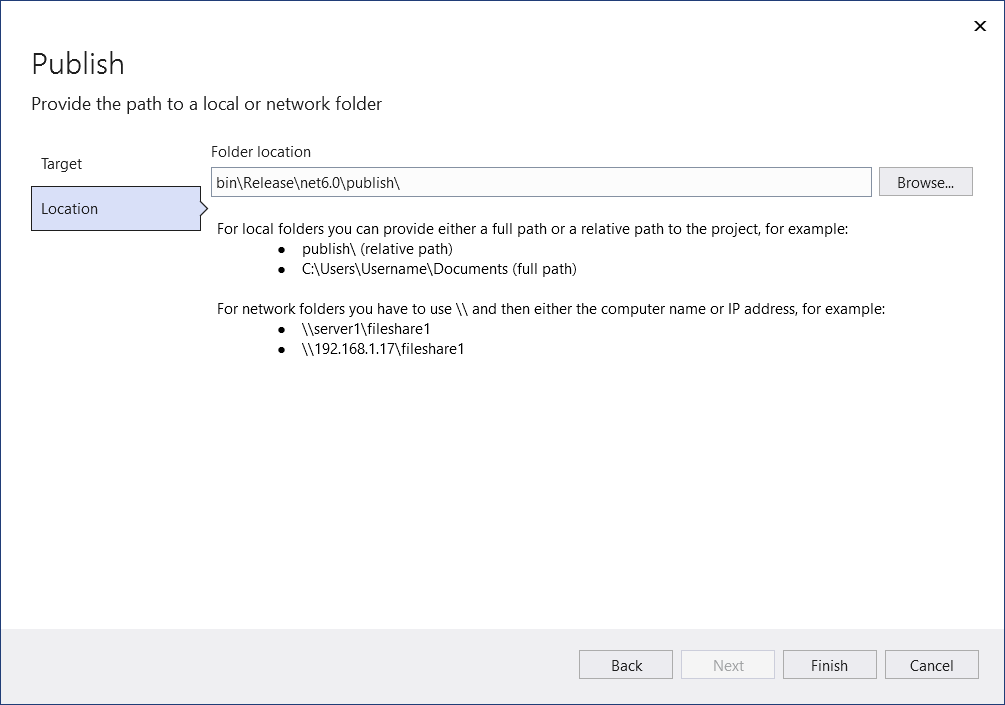 Publish
Provide the path to a local or network folder
Target
Location
Folder location
bin\Release\net6.0\publish\
Browse...
For local folders you can provide either a full path or a relative path to the project, for example:
● publish\ (relative path)
● C:\Users\Username\Documents (full path)
For network folders you have to use \\ and then either the computer name or IP address, for example:
● \\server1\fileshare1
● \\192.168.1.17\fileshare1
Back
Next
Finish
Cancel